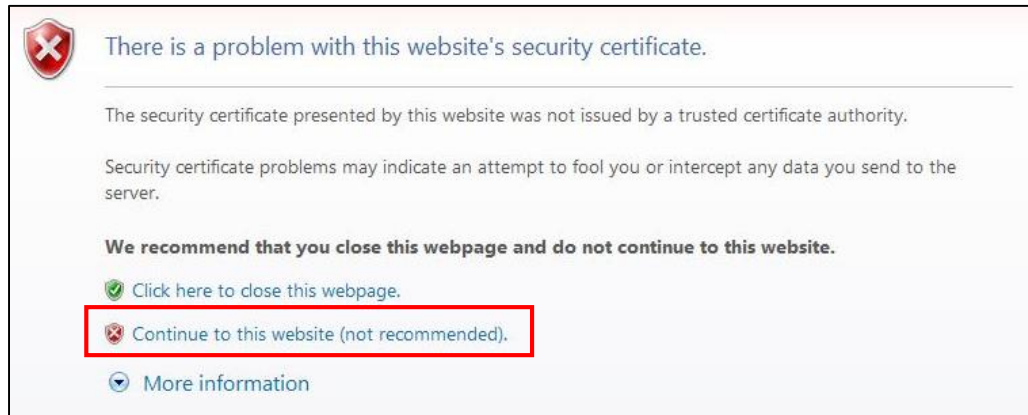 There is a problem with this website's security certificate.
The security certificate presented by this website was not issued by a trusted certificate authority.
Security certificate problems may indicate an attempt to fool you or intercept any data you send to the
server.
We recommend that you close this webpage and do not continue to this website.
Click here to close this webpage.
Continue to this website (not recommended).
More information